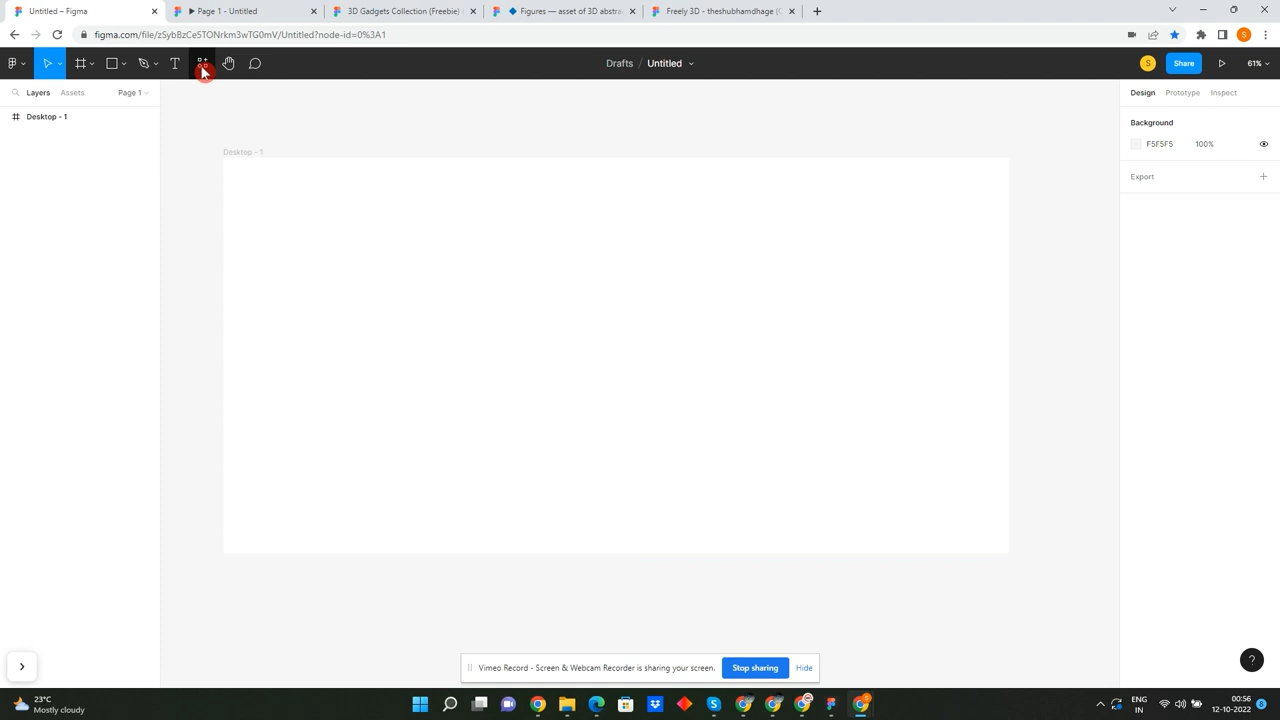 Untitled – Figma
▶ Page 1 - Untitled
3D Gadgets Collection (Freebie) |
Figures — asset of 3D abstra
Freely 3D - theshubhamdhage (C
figma.com/file/zSybBzCe5TONrkm3wTG0mV/Untitled?node-id=0%3A1
S
Drafts / Untitled
S
Share
61%
Layers
Assets
Page 1
Design
Prototype
Inspect
Desktop - 1
Background
F5F5F5
100%
Desktop - 1
Export
Vimeo Record - Screen & Webcam Recorder is sharing your screen.
Stop sharing
Hide
?
23°C
Mostly cloudy
ENG
IN
00:56
12-10-2022